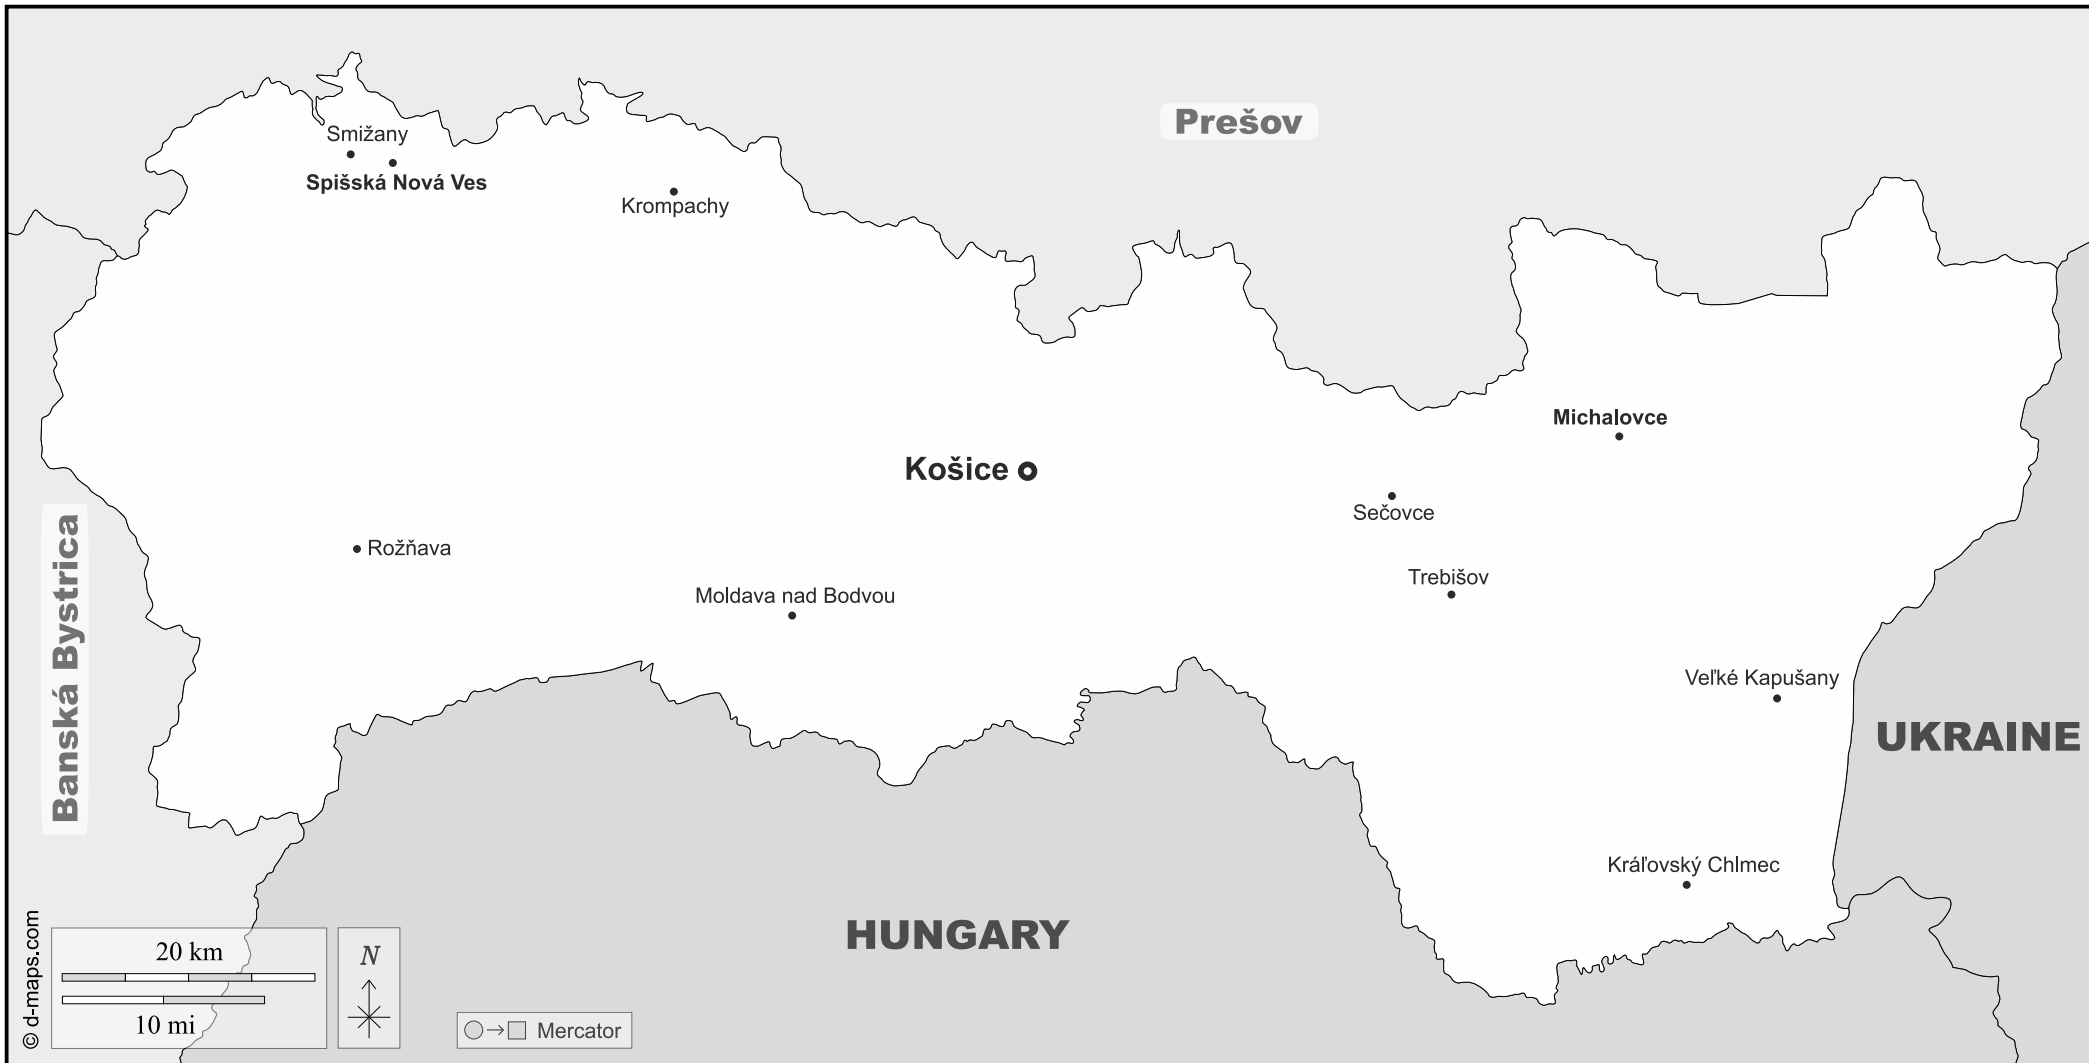 Prešov
Smižany
Spišská Nová Ves
Krompachy
Michalovce
Košice
Sečovce
Rožňava
Trebišov
Moldava nad Bodvou
Veľké Kapušany
Banská Bystrica
UKRAINE
Kráľovský Chlmec
HUNGARY
© d-maps.com
20 km
10 mi
N
Mercator